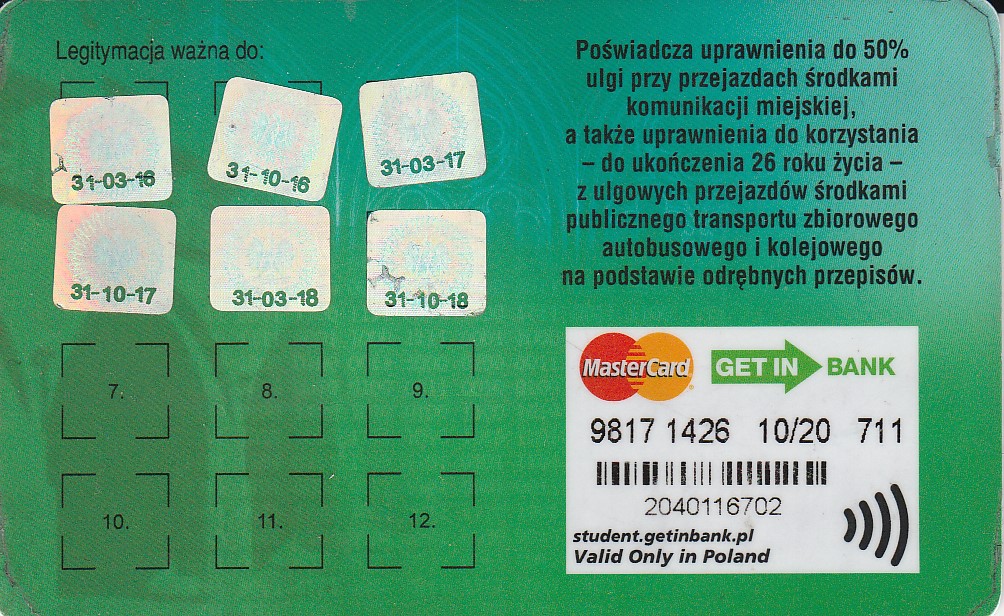 Legitymacja ważna do:
31-03-16
31-10-16
31-03-17
31-10-17
31-03-18
31-10-18
7.
8.
9.
10.
11.
12.
Poświadcza uprawnienia do 50%
ulgi przy przejazdach środkami
komunikacji miejskiej,
a także uprawnienia do korzystania
– do ukończenia 26 roku życia –
z ulgowych przejazdów środkami
publicznego transportu zbiorowego
autobusowego i kolejowego
na podstawie odrębnych przepisów.
MasterCard GET IN BANK
9817 1426 10/20 711
2040116702
student.getinbank.pl
Valid Only in Poland